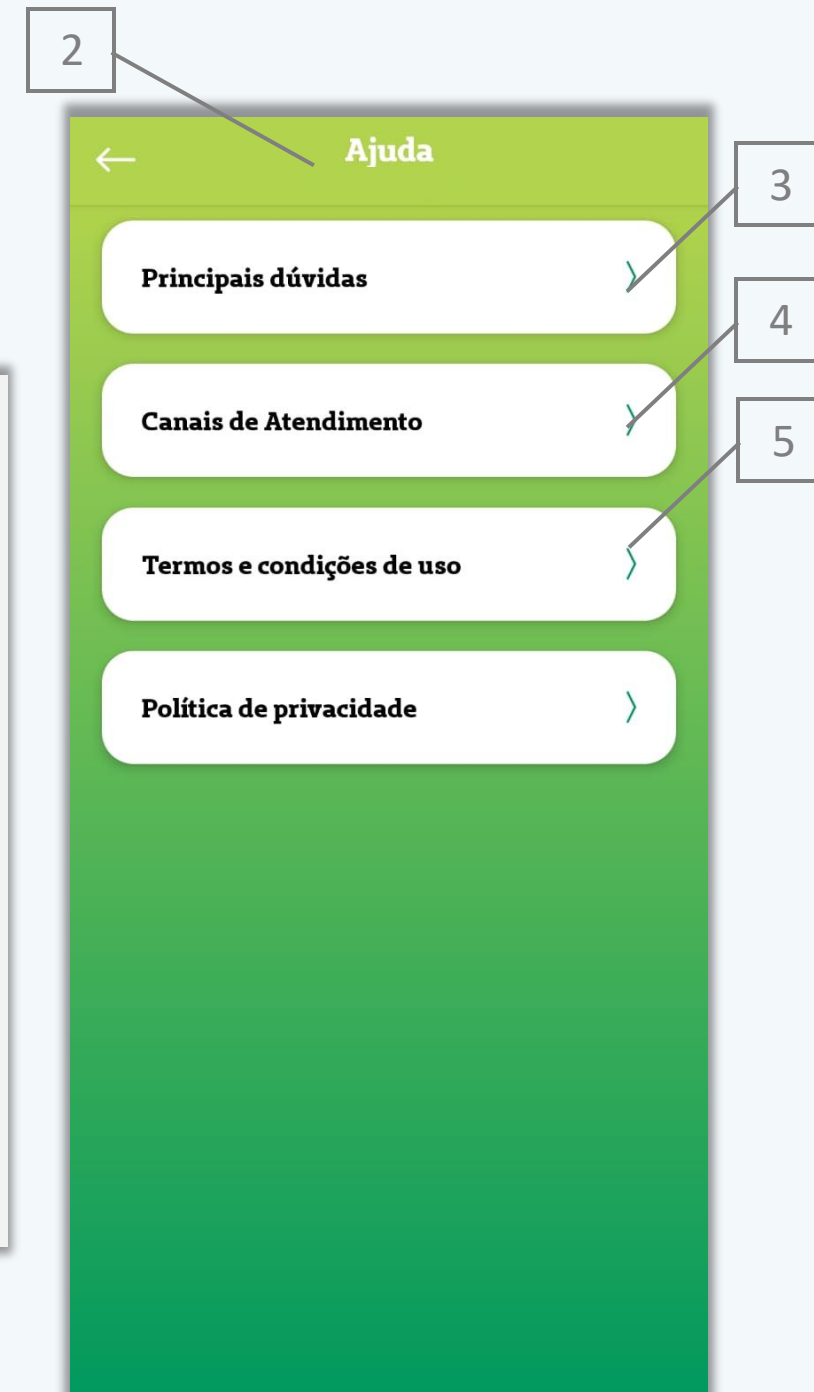 2
Ajuda
3
Principais dúvidas
4
Canais de Atendimento
5
Termos e condições de uso
Política de privacidade